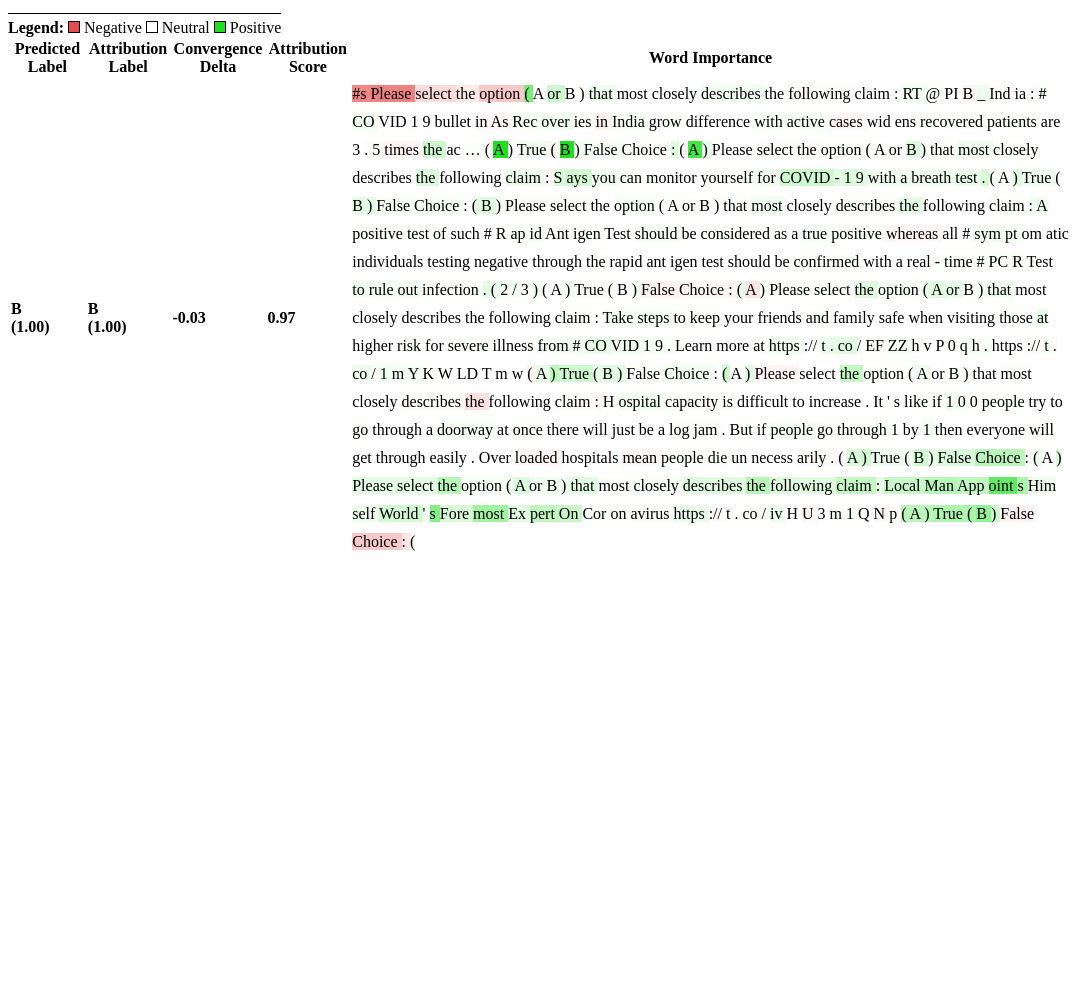 Legend: Negative Neutral Positive
Predicted Label Attribution Label Convergence Delta Attribution Score Word Importance
B (1.00) B (1.00) -0.03 0.97
#s Please select the option ( A or B ) that most closely describes the following claim : RT @ PI B _ Ind ia : #
CO VID 1 9 bullet in As Rec over ies in India grow difference with active cases wid ens recovered patients are
3 . 5 times the ac … ( A ) True ( B ) False Choice : ( A ) Please select the option ( A or B ) that most closely
describes the following claim : S ays you can monitor yourself for COVID - 1 9 with a breath test . ( A ) True (
B ) False Choice : ( B ) Please select the option ( A or B ) that most closely describes the following claim : A
positive test of such # R ap id Ant igen Test should be considered as a true positive whereas all # sym pt om atic
individuals testing negative through the rapid ant igen test should be confirmed with a real - time # PC R Test
to rule out infection . ( 2 / 3 ) ( A ) True ( B ) False Choice : ( A ) Please select the option ( A or B ) that most
closely describes the following claim : Take steps to keep your friends and family safe when visiting those at
higher risk for severe illness from # CO VID 1 9 . Learn more at https :// t . co / EF ZZ h v P 0 q h . https :// t .
co / 1 m Y K W LD T m w ( A ) True ( B ) False Choice : ( A ) Please select the option ( A or B ) that most
closely describes the following claim : H ospital capacity is difficult to increase . It ' s like if 1 0 0 people try to
go through a doorway at once there will just be a log jam . But if people go through 1 by 1 then everyone will
get through easily . Over loaded hospitals mean people die un necess arily . ( A ) True ( B ) False Choice : ( A )
Please select the option ( A or B ) that most closely describes the following claim : Local Man App oint s Him
self World ' s Fore most Ex pert On Cor on avirus https :// t . co / iv H U 3 m 1 Q N p ( A ) True ( B ) False
Choice : (